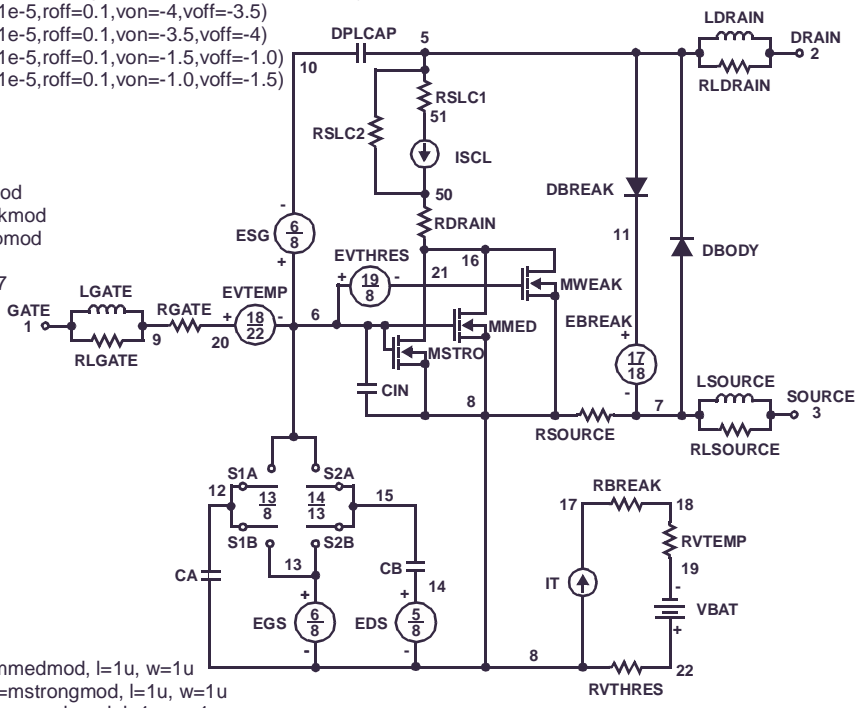 1e-5,roff=0.1,von=-4,voff=-3.5)
1e-5,roff=0.1,von=-3.5,voff=-4)
1e-5,roff=0.1,von=-1.5,voff=-1.0)
1e-5,roff=0.1,von=-1.0,voff=-1.5)
DPLCAP
5
10
LDRAIN
DRAIN
2
RLDRAIN
RSLC1
51
RSLC2
ISCL
50
od
kmod
omod
7
RDRAIN
DBREAK
11
DBODY
ESG
6
8
EVTHRES
19
8
21
16
MWEAK
LGATE
GATE
1
RLGATE
9
RGATE
20
EVTEMP
18
22
6
MMED
MSTRO
EBREAK
17
18
CIN
8
RSOURCE
7
LSOURCE
SOURCE
3
RLSOURCE
S1A
S2A
12
13
8
14
13
15
S1B
S2B
13
CA
CB
14
EGS
6
8
EDS
5
8
RBREAK
17
18
RVTEMP
19
IT
VBAT
8
22
RVTHRES
mmedmod, l=1u, w=1u
=mstrongmod, l=1u, w=1u